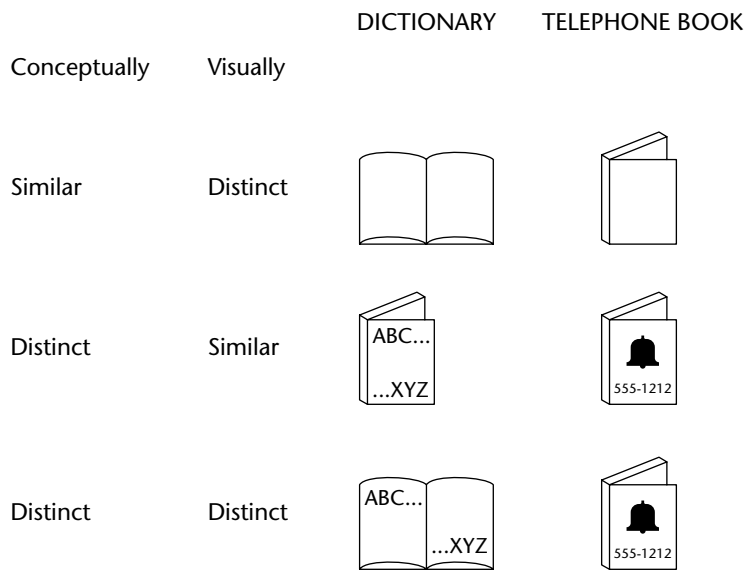 DICTIONARY TELEPHONE BOOK
Conceptually Visually
Similar Distinct
Distinct Similar
ABC...
...XYZ
555-1212
Distinct Distinct
ABC...
...XYZ
555-1212